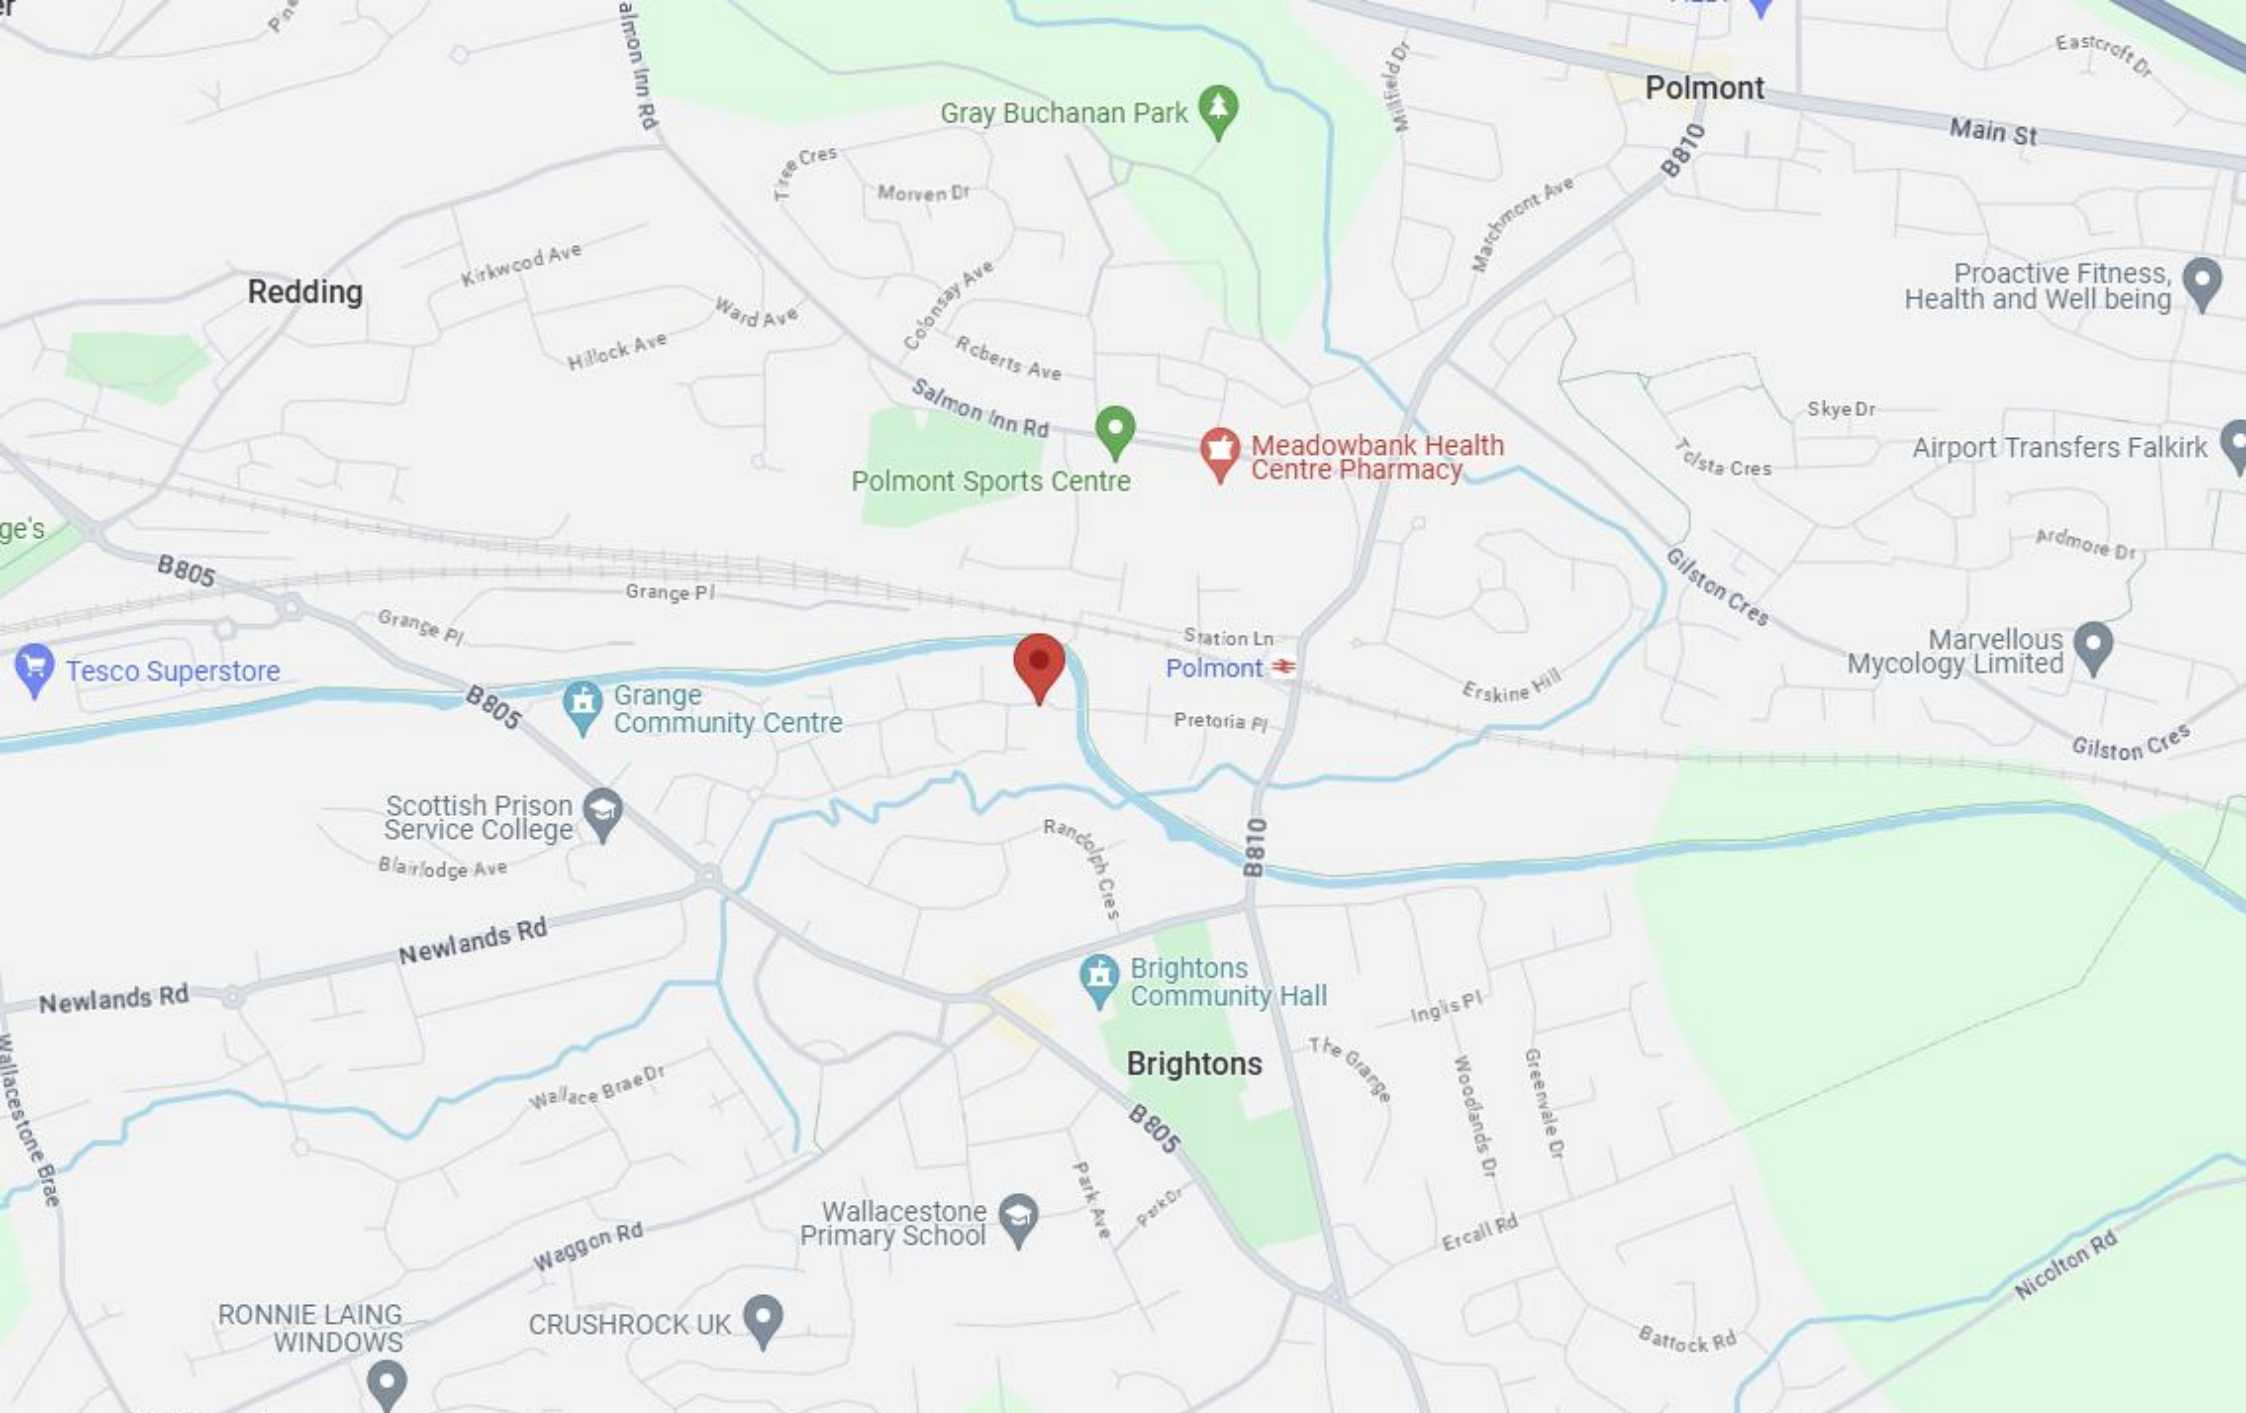 Gray Buchanan Park
Polmont
Main St
B810
Eastcroft Dr
Millfield Dr
Marchmont Ave
Tiree Cres
Morven Dr
Colonsay Ave
Roberts Ave
Kirkwood Ave
Ward Ave
Hillock Ave
Redding
Salmon Inn Rd
Polmont Sports Centre
Meadowbank Health
Centre Pharmacy
Proactive Fitness,
Health and Well being
Skye Dr
Tolsta Cres
Airport Transfers Falkirk
Ardmore Dr
Gilston Cres
Marvellous
Mycology Limited
Gilston Cres
ge's
B805
Grange Pl
Grange Pl
Station Ln
Polmont
Erskine Hill
Pretoria Pl
Tesco Superstore
B805
Grange
Community Centre
Scottish Prison
Service College
Blairlodge Ave
Randolph Cres
B810
Newlands Rd
Newlands Rd
Brightons
Community Hall
Brightons
Inglis Pl
The Grange
Woodlands Dr
Greenvale Dr
Wallacestone Brae
Wallace Brae Dr
B805
Park Ave
Park Dr
Wallacestone
Primary School
Waggon Rd
Ercall Rd
Nicolton Rd
Battock Rd
RONNIE LAING
WINDOWS
CRUSHROCK UK